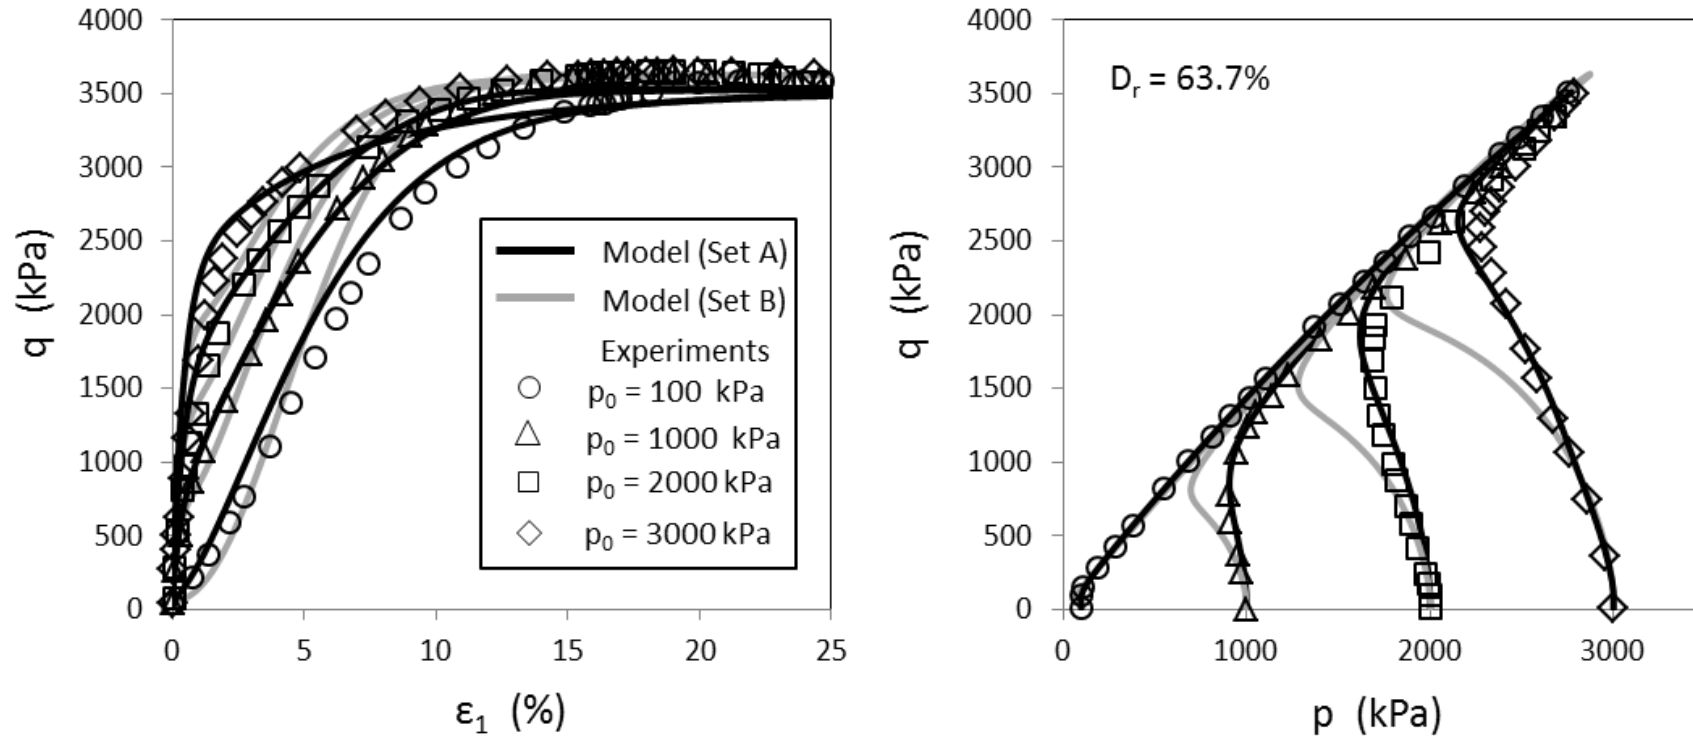 4000
3500
3000
2500
2000
1500
1000
500
0
q (kPa)
0 5 10 15 20 25
ε₁ (%)
Model (Set A)
Model (Set B)
Experiments
p₀ = 100 kPa
p₀ = 1000 kPa
p₀ = 2000 kPa
p₀ = 3000 kPa
4000
3500
3000
2500
2000
1500
1000
500
0
q (kPa)
Dᵣ = 63.7%
0 1000 2000 3000
p (kPa)